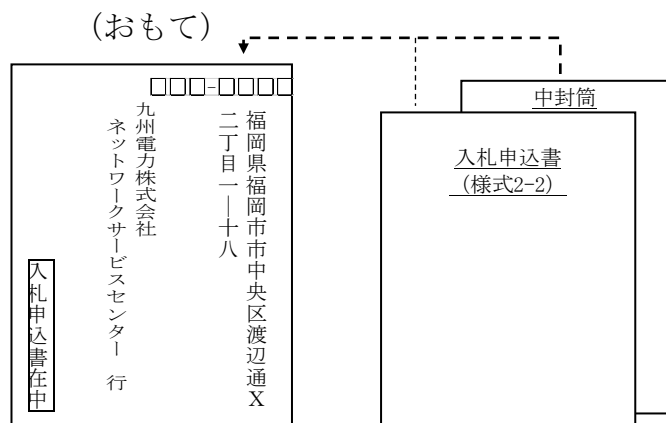 (おもて)
□□□-□□□□
福岡県福岡市市中央区渡辺通X
二丁目一―十八
九州電力株式会社
ネットワークサービスセンター 行
入札申込書在中
中封筒
入札申込書
(様式2-2)